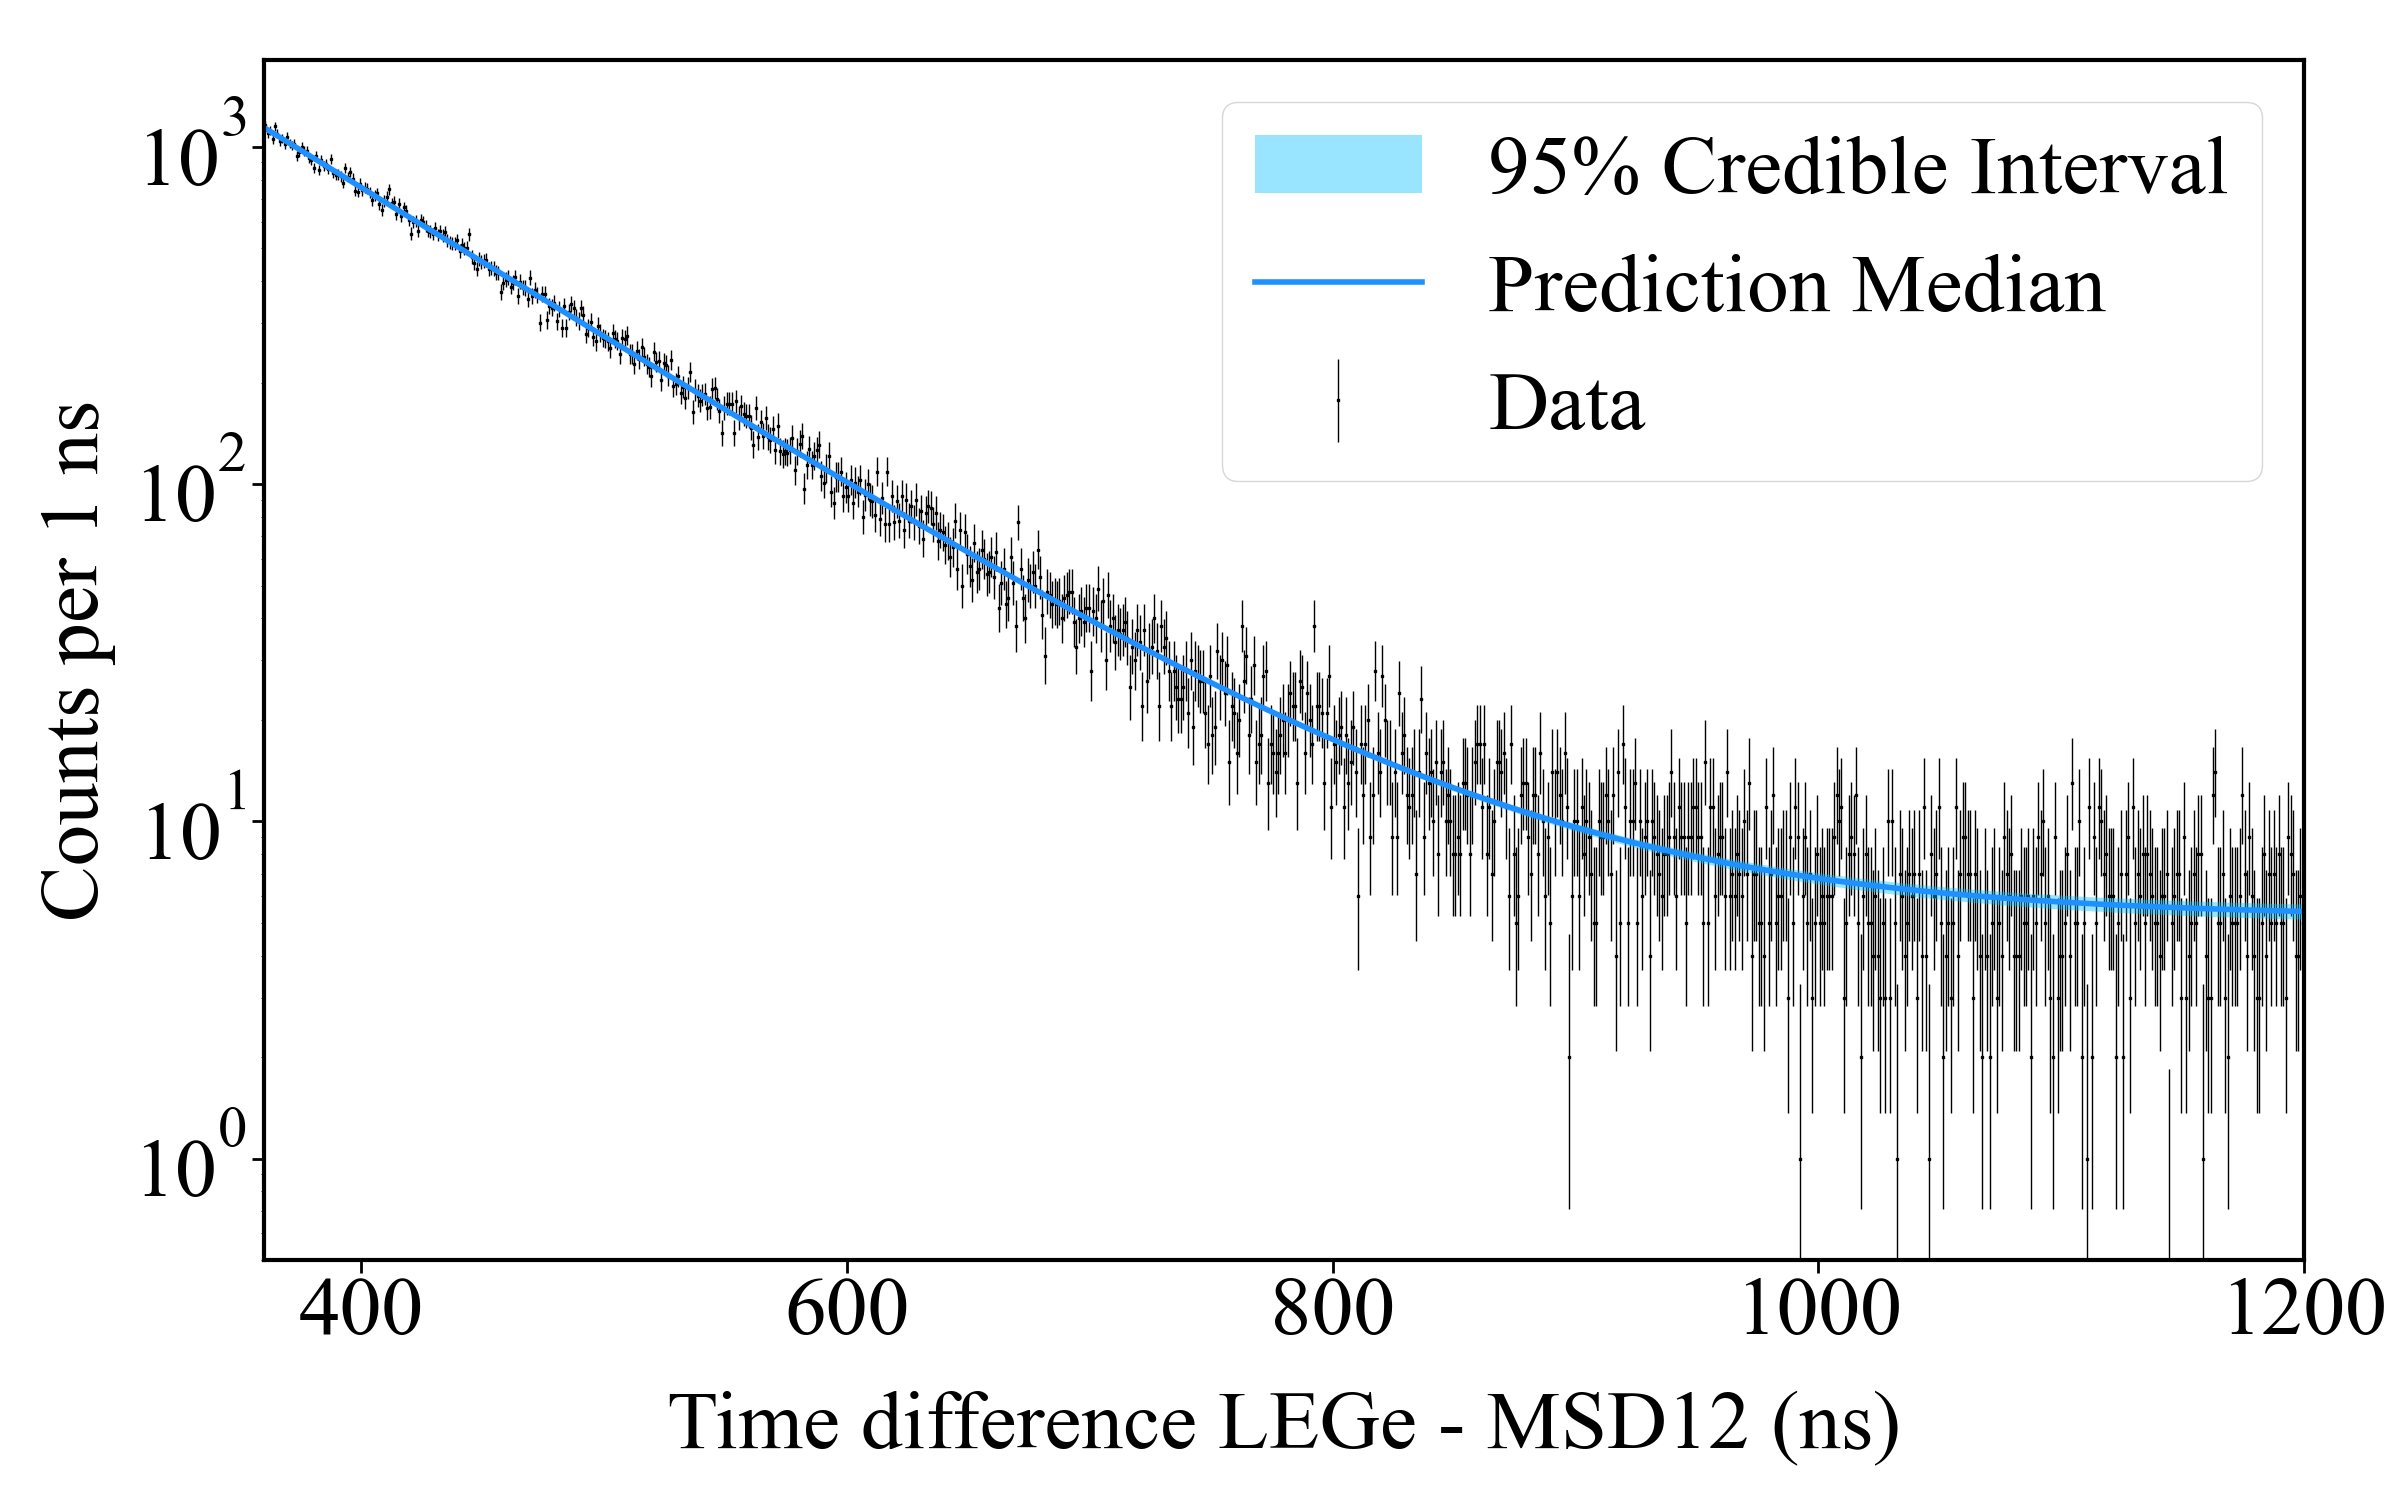 95% Credible Interval
Prediction Median
Data
Counts per 1 ns
10^3
10^2
10^1
10^0
400 600 800 1000 1200
Time difference LEGe - MSD12 (ns)